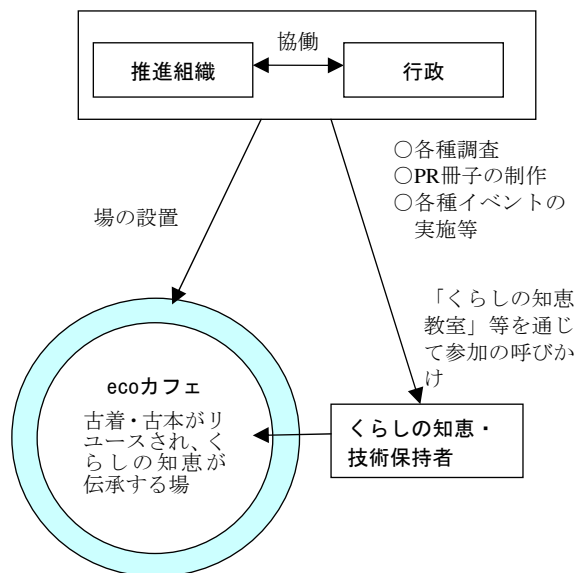 協働
推進組織
行政
○各種調査
○PR冊子の制作
○各種イベントの
実施等
場の設置
「くらしの知恵
教室」等を通じ
て参加の呼びか
け
ecoカフェ
古着・古本がリ
ユースされ、く
らしの知恵が
伝承する場
くらしの知恵・
技術保持者